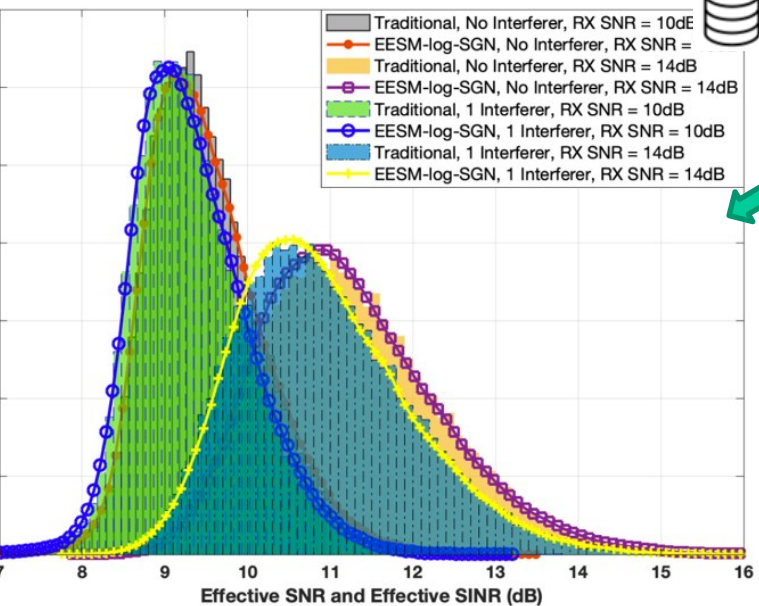 Traditional, No Interferer, RX SNR = 10dB
EESM-log-SGN, No Interferer, RX SNR =
Traditional, No Interferer, RX SNR = 14dB
EESM-log-SGN, No Interferer, RX SNR = 14dB
Traditional, 1 Interferer, RX SNR = 10dB
EESM-log-SGN, 1 Interferer, RX SNR = 10dB
Traditional, 1 Interferer, RX SNR = 14dB
EESM-log-SGN, 1 Interferer, RX SNR = 14dB
7 8 9 10 11 12 13 14 15 16
Effective SNR and Effective SINR (dB)